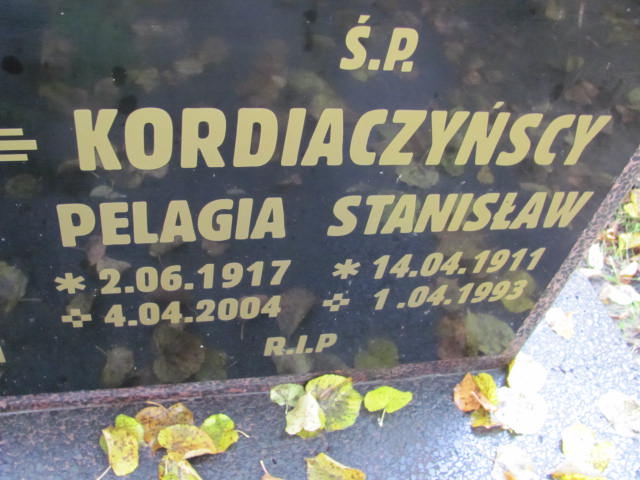 Ś.P.
KORDIACZYŃSCY
PELAGIA STANISŁAW
* 2.06.1917 * 14.04.1911
✣ 4.04.2004 ✣ 1.04.1993
R.I.P